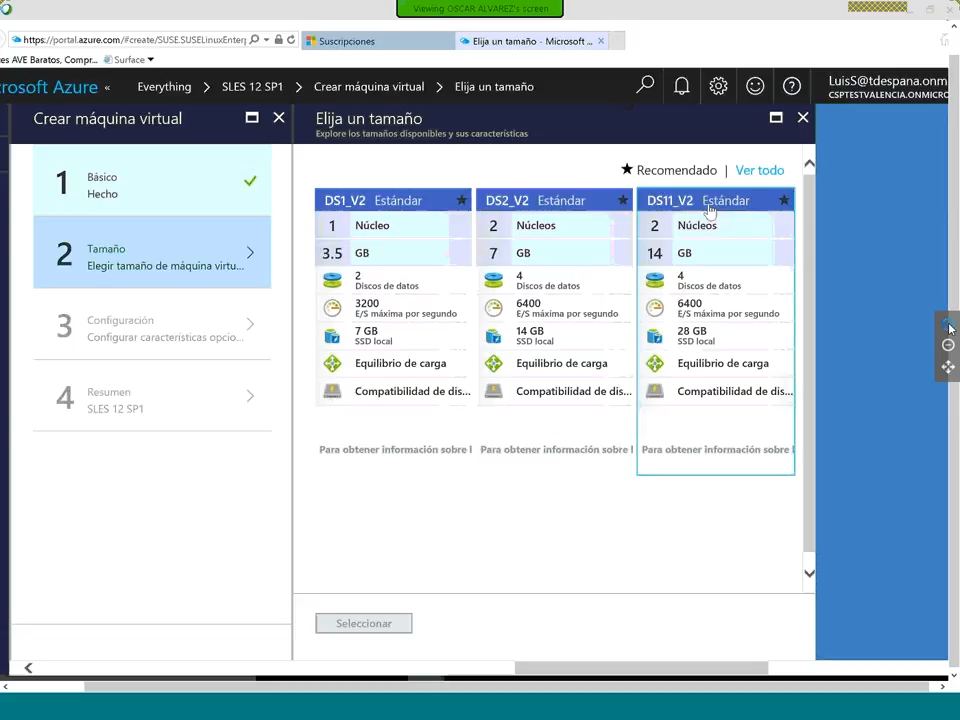 Viewing OSCAR ALVAREZ's screen
https://portal.azure.com/#create/SUSE.SUSELinuxEnterp
Suscripciones
Elija un tamaño - Microsoft ...
es AVE Baratos, Compr...
Surface
crosoft Azure «
Everything
SLES 12 SP1
Crear máquina virtual
Elija un tamaño
LuisS@tdespana.onm
CSPTESTVALENCIA.ONMICRO
Crear máquina virtual
Elija un tamaño
Explore los tamaños disponibles y sus características
1
Básico
Hecho
2
Tamaño
Elegir tamaño de máquina virtu...
3
Configuración
Configurar características opcio...
4
Resumen
SLES 12 SP1
★ Recomendado | Ver todo
DS1_V2 Estándar
1 Núcleo
3.5 GB
2
Discos de datos
3200
E/S máxima por segundo
7 GB
SSD local
Equilibrio de carga
Compatibilidad de dis...
Para obtener información sobre l
DS2_V2 Estándar
2 Núcleos
7 GB
4
Discos de datos
6400
E/S máxima por segundo
14 GB
SSD local
Equilibrio de carga
Compatibilidad de dis...
Para obtener información sobre l
DS11_V2 Estándar
2 Núcleos
14 GB
4
Discos de datos
6400
E/S máxima por segundo
28 GB
SSD local
Equilibrio de carga
Compatibilidad de dis...
Para obtener información sobre l
Seleccionar